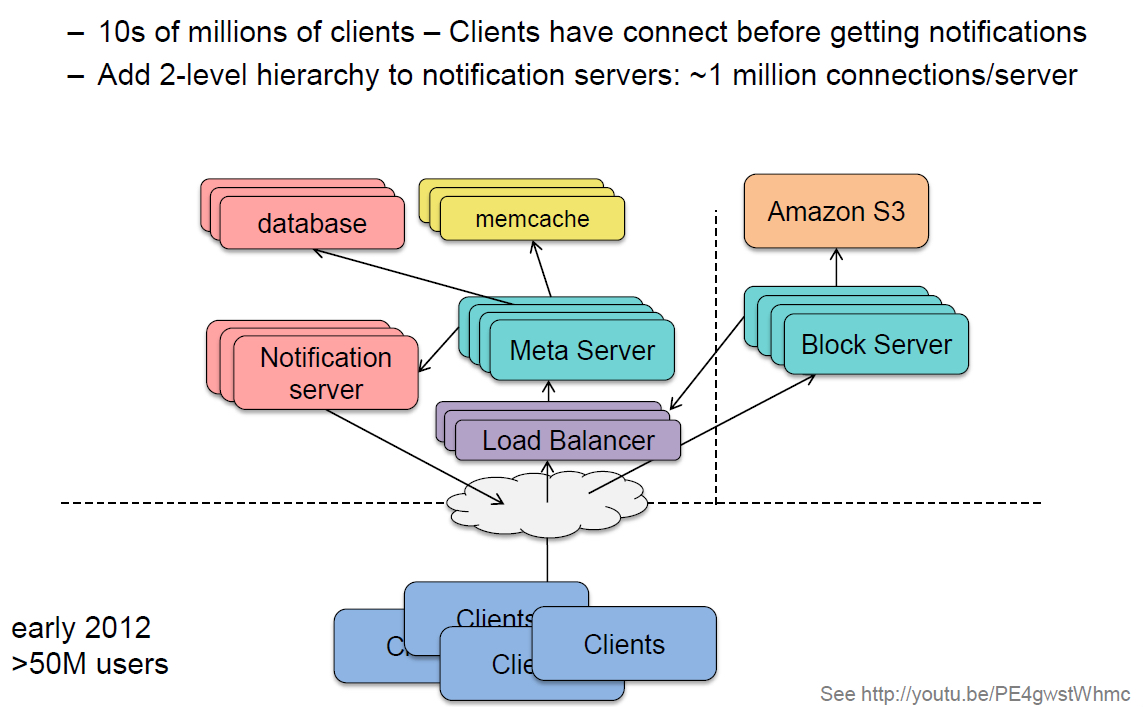 – 10s of millions of clients – Clients have connect before getting notifications
– Add 2-level hierarchy to notification servers: ~1 million connections/server
database
memcache
Amazon S3
Notification
server
Meta Server
Block Server
Load Balancer
Clients
C
Clie
Clients
early 2012
>50M users
See http://youtu.be/PE4gwstWhmc